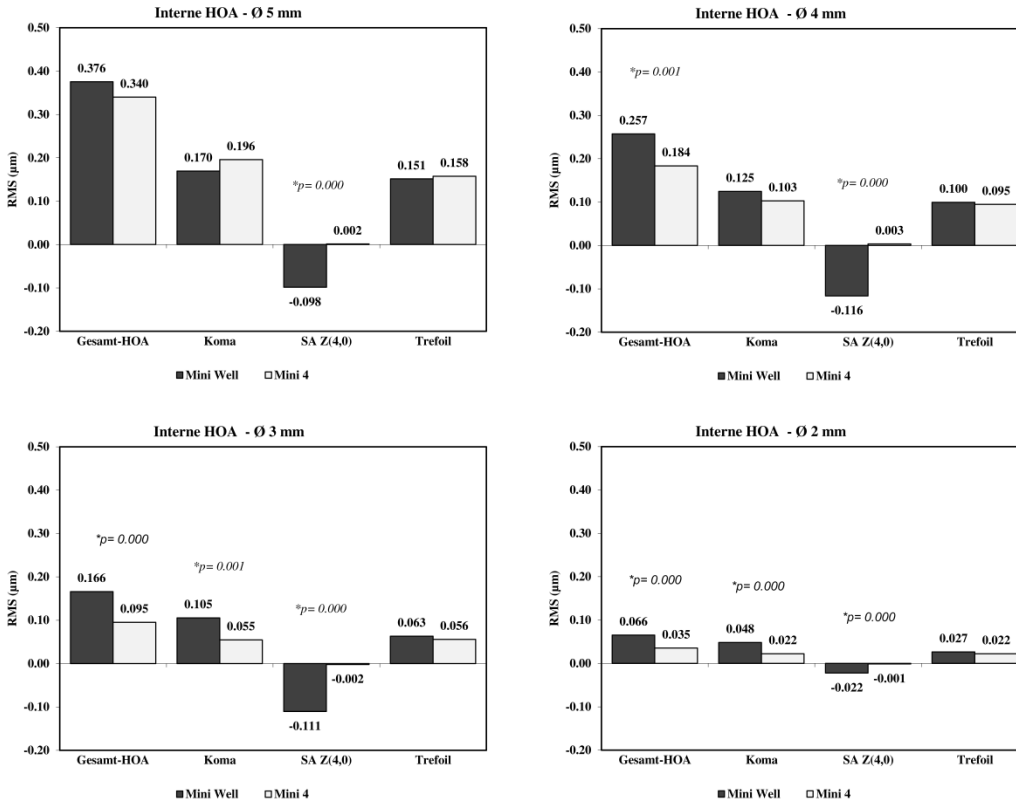 Interne HOA - Ø 5 mm
RMS (µm)
0.50
0.40
0.30
0.20
0.10
0.00
-0.10
-0.20
0.376
0.340
0.170
0.196
*p= 0.000
-0.098
0.002
0.151
0.158
Gesamt-HOA Koma SA Z(4,0) Trefoil
Mini Well Mini 4
Interne HOA - Ø 4 mm
RMS (µm)
0.50
0.40
0.30
0.20
0.10
0.00
-0.10
-0.20
*p= 0.001
0.257
0.184
0.125
0.103
*p= 0.000
-0.116
0.003
0.100
0.095
Gesamt-HOA Koma SA Z(4,0) Trefoil
Mini Well Mini 4
Interne HOA - Ø 3 mm
RMS (µm)
0.50
0.40
0.30
0.20
0.10
0.00
-0.10
-0.20
*p= 0.000
0.166
0.095
*p= 0.001
0.105
0.055
*p= 0.000
-0.111
-0.002
0.063
0.056
Gesamt-HOA Koma SA Z(4,0) Trefoil
Mini Well Mini 4
Interne HOA - Ø 2 mm
RMS (µm)
0.50
0.40
0.30
0.20
0.10
0.00
-0.10
-0.20
*p= 0.000
0.066
0.035
*p= 0.000
0.048
0.022
*p= 0.000
-0.022
-0.001
0.027
0.022
Gesamt-HOA Koma SA Z(4,0) Trefoil
Mini Well Mini 4